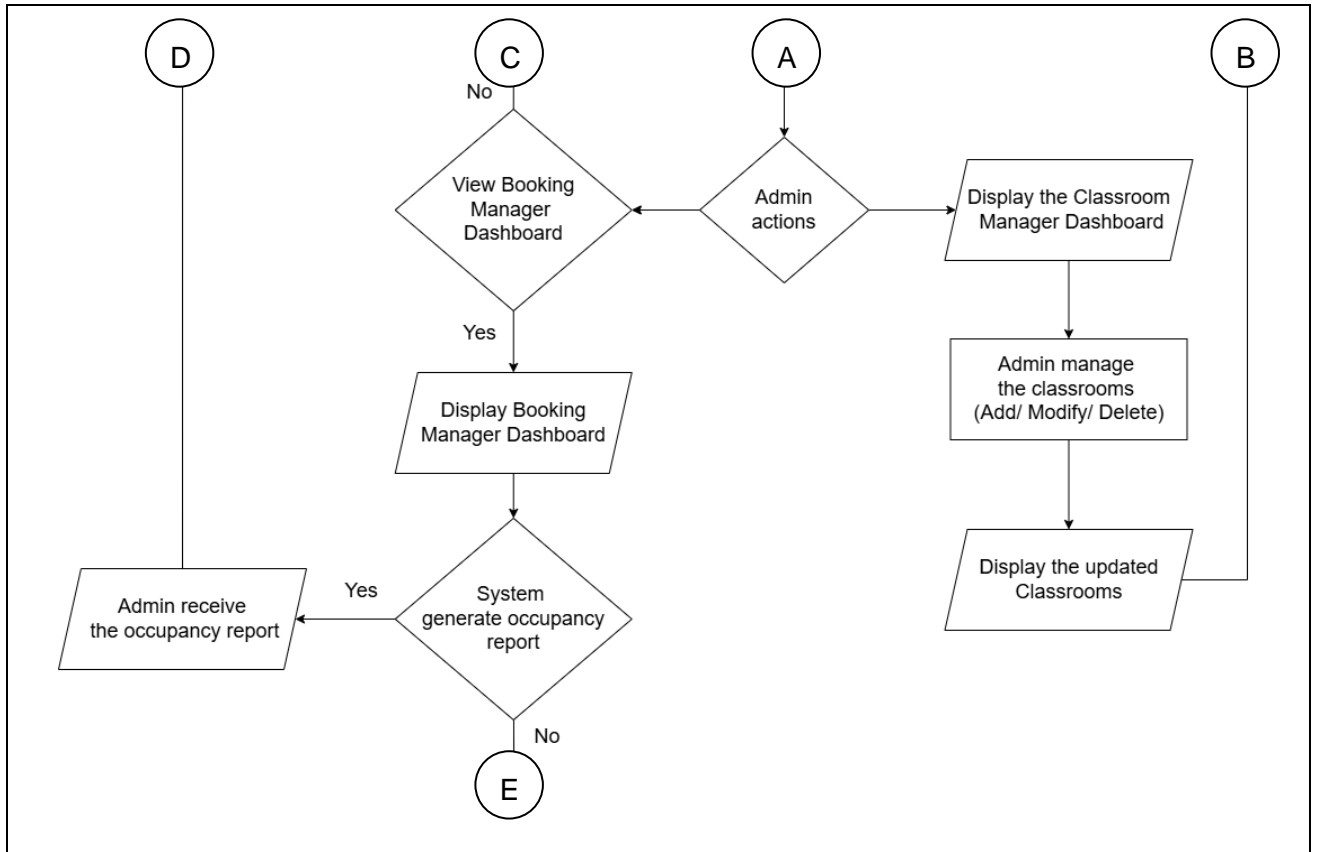 D
C
A
B
No
View Booking
Manager
Dashboard
Admin
actions
Display the Classroom
Manager Dashboard
Yes
Admin manage
the classrooms
(Add/ Modify/ Delete)
Display Booking
Manager Dashboard
Display the updated
Classrooms
Yes
System
generate occupancy
report
Admin receive
the occupancy report
No
E